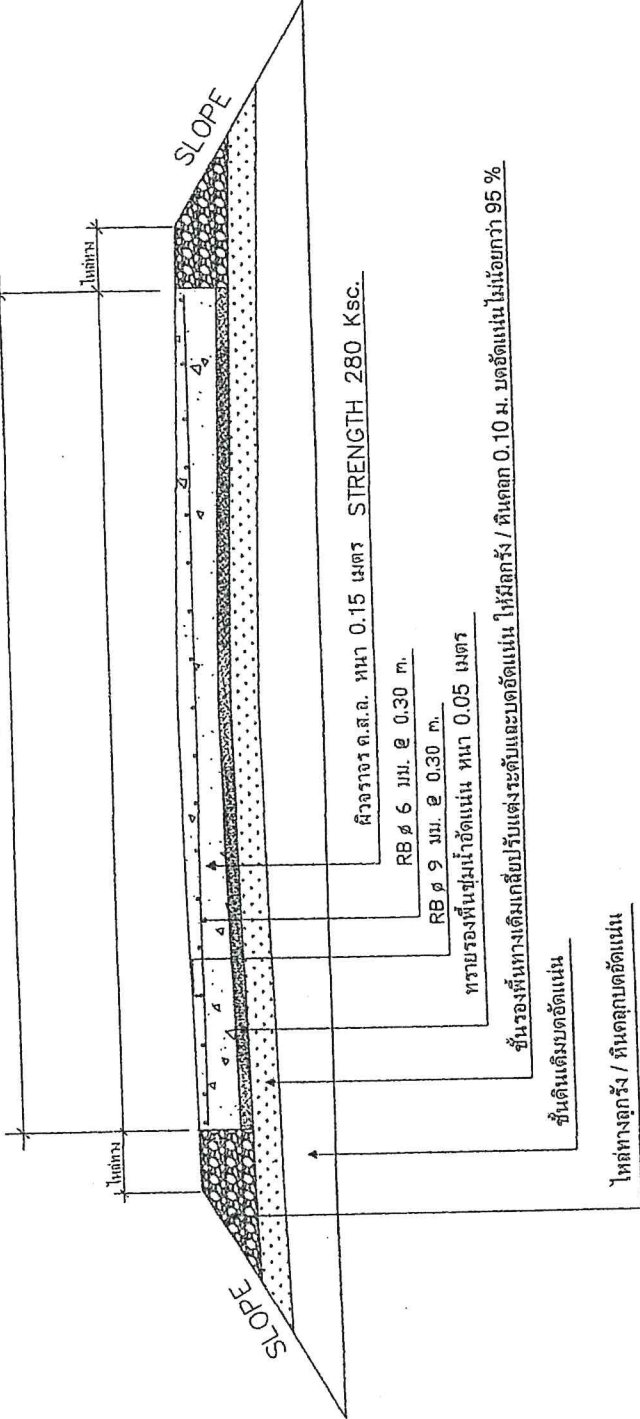 ไหล่ทาง
ไหล่ทาง
SLOPE
SLOPE
ผิวจราจร ค.ส.ล. หนา 0.15 เมตร STRENGTH 280 Ksc.
RB ø 6 มม. @ 0.30 m.
RB ø 9 มม. @ 0.30 m.
ทรายรองพื้นชุ่มน้ำอัดแน่น หนา 0.05 เมตร
ชั้นรองพื้นทางเดิมเกลี่ยปรับแต่งระดับและบดอัดแน่น ให้มีลูกรัง / หินคลุก 0.10 ม. บดอัดแน่นไม่น้อยกว่า 95 %
ชั้นดินเดิมบดอัดแน่น
ไหล่ทางลูกรัง / หินคลุกบดอัดแน่น